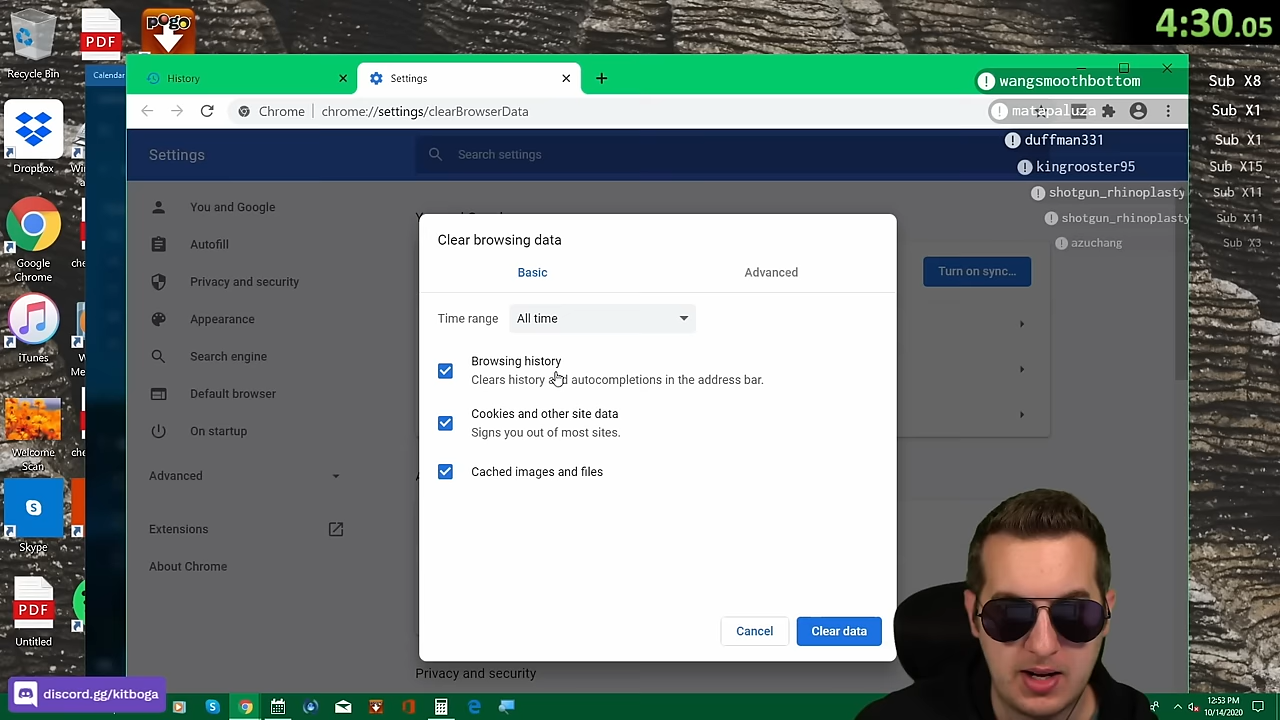 4:30.05
PDF
pogo
Recycle Bin
Calendar
History
Settings
wangsmoothbottom
Sub X8
Chrome
chrome://settings/clearBrowserData
matapaluza
Sub X1
duffman331
Sub X1
Settings
Search settings
kingrooster95
Sub X15
Dropbox
shotgun_rhinoplasty
Sub X11
shotgun_rhinoplasty
Sub X11
azuchang
Sub X3
You and Google
Autofill
Privacy and security
Appearance
Search engine
Default browser
On startup
Advanced
Extensions
About Chrome
Clear browsing data
Basic
Advanced
Time range
All time
Browsing history
Clears history and autocompletions in the address bar.
Cookies and other site data
Signs you out of most sites.
Cached images and files
Cancel
Clear data
Turn on sync...
Privacy and security
Google
Chrome
iTunes
Welcome
Scan
Skype
PDF
Untitled
discord.gg/kitboga
12:53 PM
10/14/2020